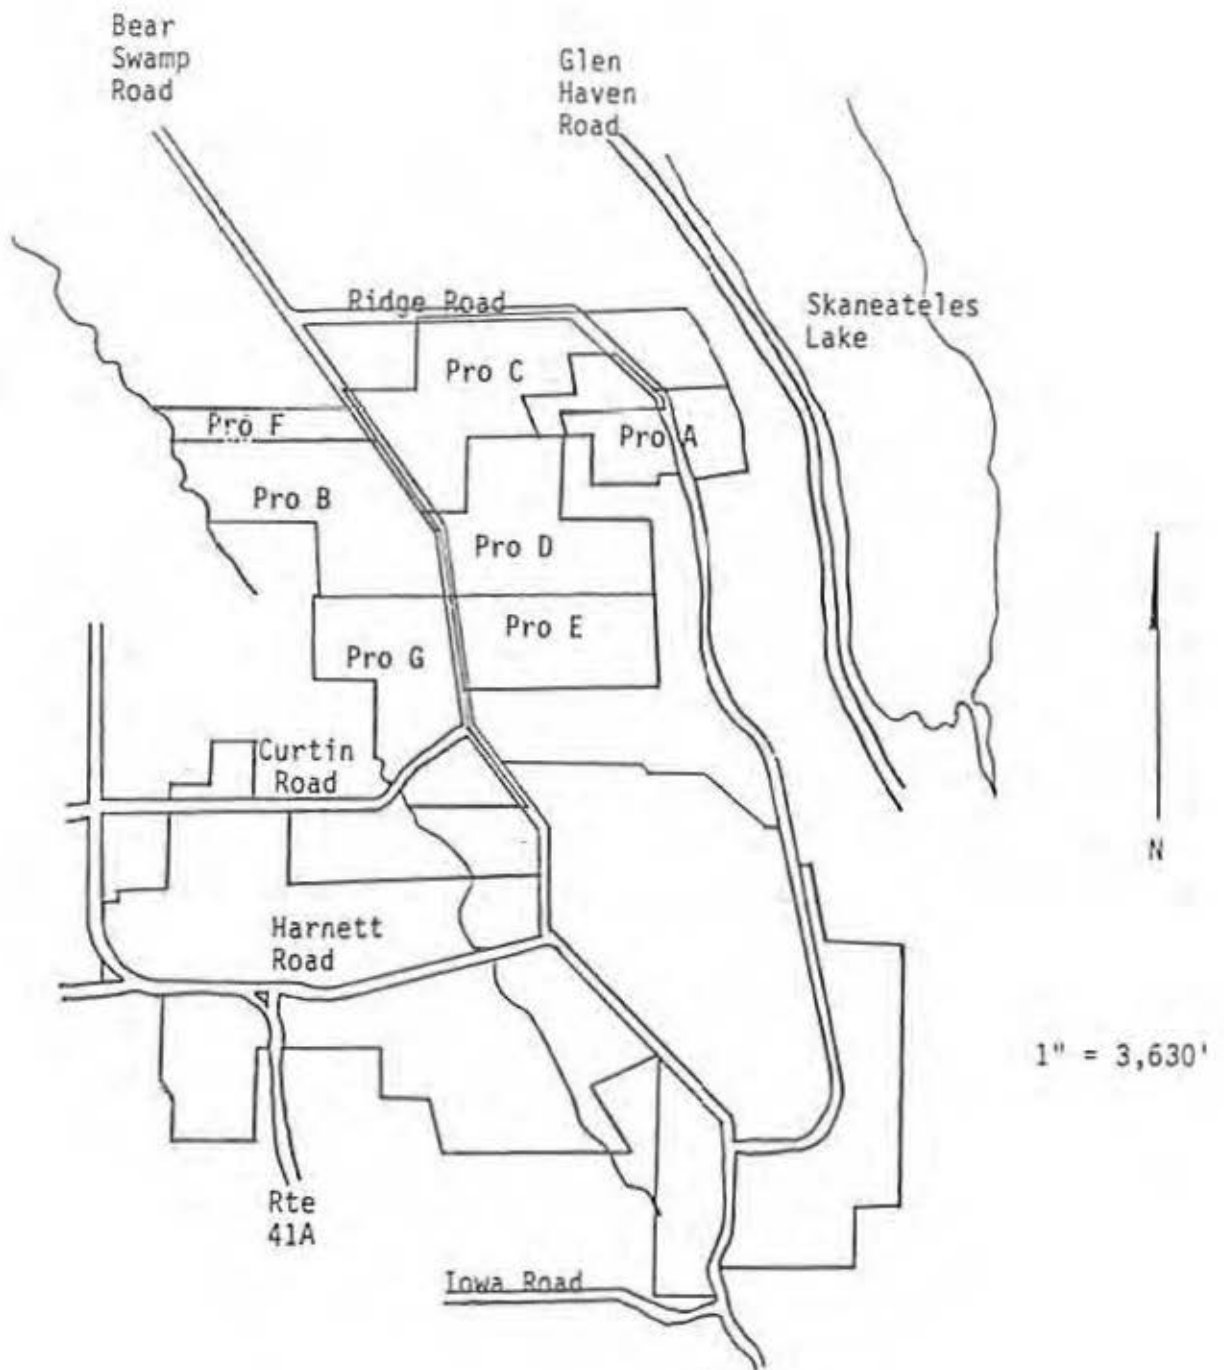 Bear
Swamp
Road
Glen
Haven
Road
Ridge Road
Skaneateles
Lake
Pro C
Pro F
Pro A
Pro B
Pro D
Pro E
Pro G
Curtin
Road
N
Harnett
Road
1" = 3,630'
Rte
41A
Iowa Road